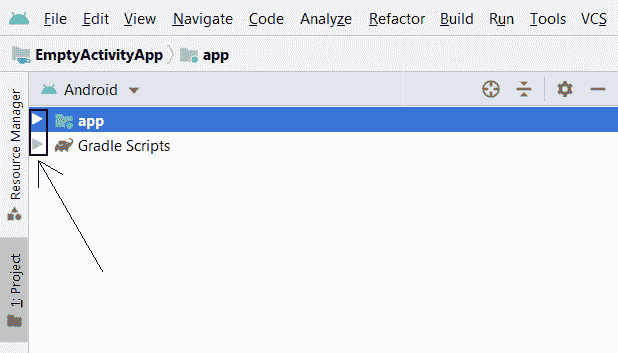 File Edit View Navigate Code Analyze Refactor Build Run Tools VCS
EmptyActivityApp app
Android
app
Gradle Scripts
Resource Manager
1: Project